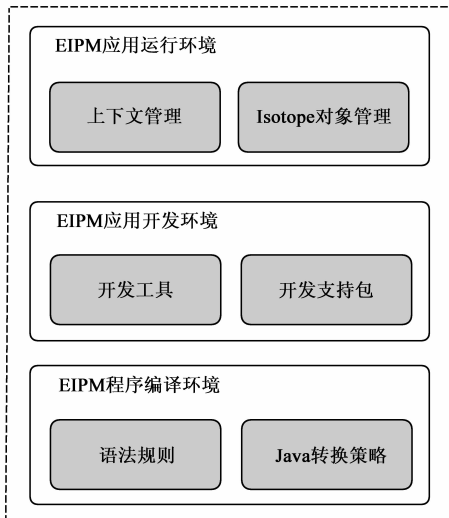 EIPM应用运行环境
上下文管理
Isotope对象管理
EIPM应用开发环境
开发工具
开发支持包
EIPM程序编译环境
语法规则
Java转换策略